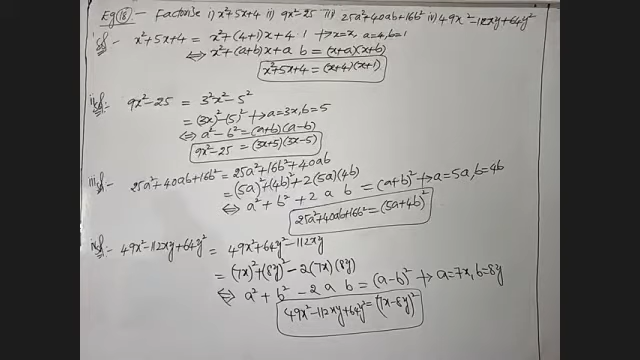 Eg (18) :- Factorise i) x²+5x+4 ii) 9x²-25 iii) 25a²+40ab+16b² iv) 49x²-112xy+64y²
i sol:- x²+5x+4 = x²+(4+1)x+4·1 ↦ x=x, a=4, b=1
⇔ x²+(a+b)x+a b = (x+a)(x+b)
x²+5x+4 = (x+4)(x+1)
ii sol:- 9x²-25 = 3²x²-5²
= (3x)²-(5)² ↦ a=3x, b=5
⇔ a²-b² = (a+b)(a-b)
9x²-25 = (3x+5)(3x-5)
iii sol:- 25a²+40ab+16b² = 25a²+16b²+40ab
= (5a)²+(4b)²+2(5a)(4b)
⇔ a²+b²+2 a b = (a+b)² ↦ a=5a, b=4b
25a²+40ab+16b² = (5a+4b)²
iv sol:- 49x²-112xy+64y² = 49x²+64y²-112xy
= (7x)²+(8y)²-2(7x)(8y)
⇔ a²+b²-2 a b = (a-b)² ↦ a=7x, b=8y
49x²-112xy+64y² = (7x-8y)²